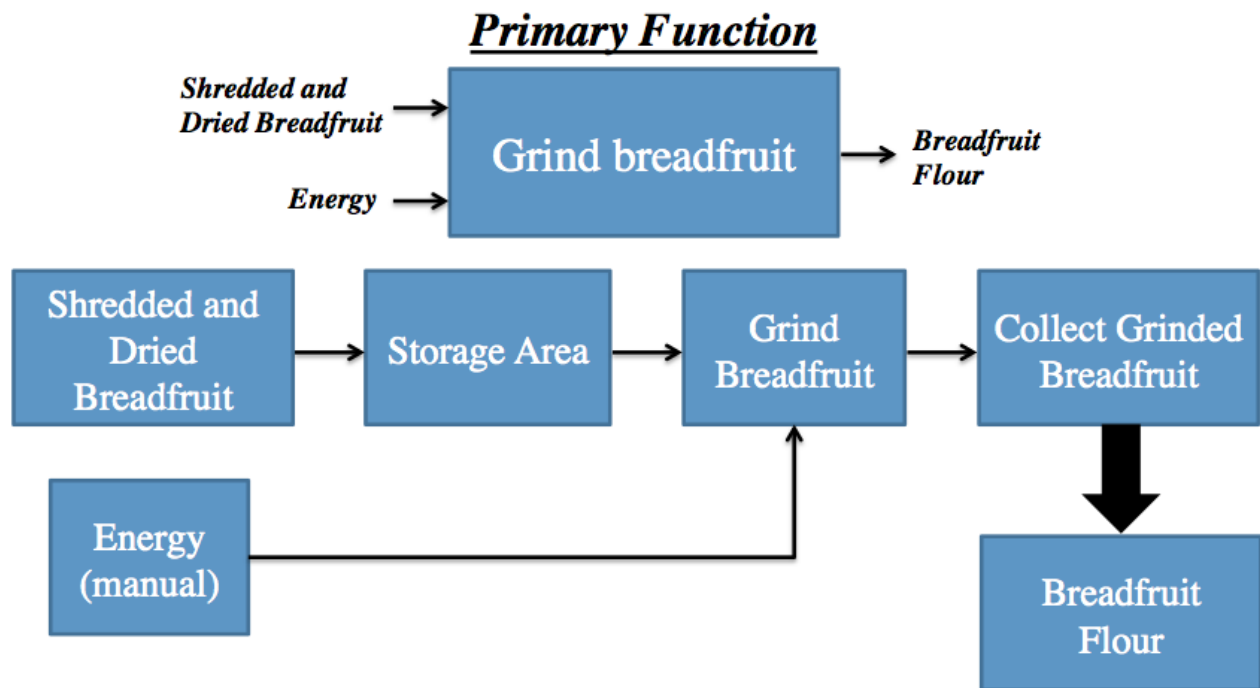 Primary Function
Shredded and
Dried Breadfruit
Energy
Grind breadfruit
Breadfruit
Flour
Shredded and
Dried
Breadfruit
Storage Area
Grind
Breadfruit
Collect Grinded
Breadfruit
Energy
(manual)
Breadfruit
Flour